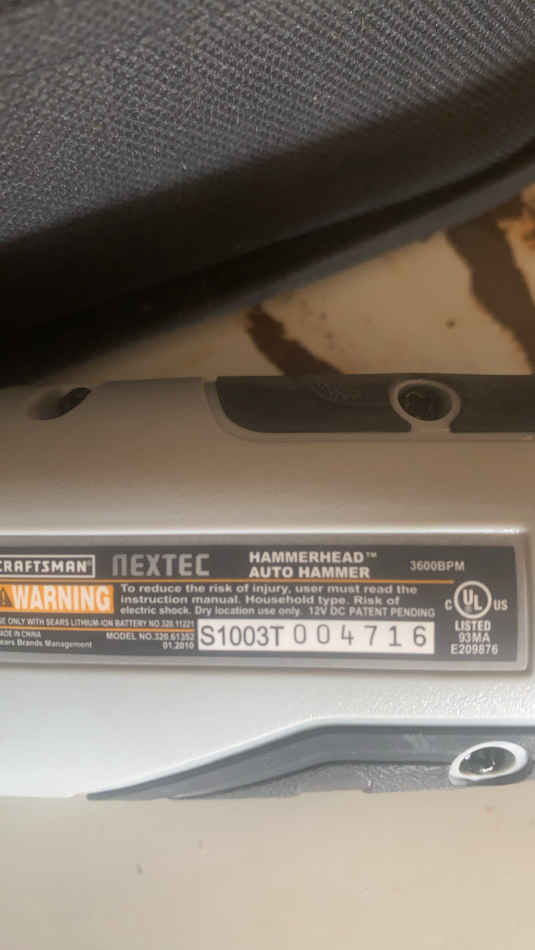 CRAFTSMAN® NEXTEC HAMMERHEAD™ AUTO HAMMER 3600BPM
WARNING To reduce the risk of injury, user must read the
instruction manual. Household type. Risk of
electric shock. Dry location use only. 12V DC PATENT PENDING
USE ONLY WITH SEARS LITHIUM-ION BATTERY NO.320.11221
MADE IN CHINA
Sears Brands Management
MODEL NO.320.61352
01,2010
S1003T 004716
C UL US
LISTED
93MA
E209876